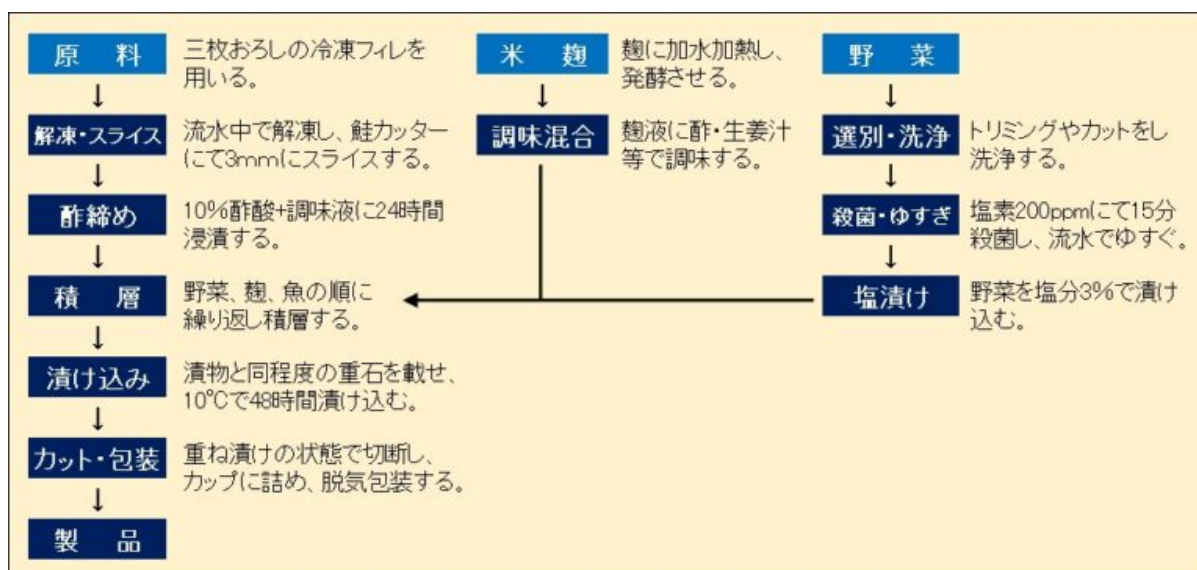 原　料
三枚おろしの冷凍フィレを
用いる。
↓
解凍・スライス
流水中で解凍し、鮭カッター
にて3mmにスライスする。
↓
酢締め
10%酢酸+調味液に24時間
浸漬する。
↓
積　層
野菜、麹、魚の順に
繰り返し積層する。
↓
漬け込み
漬物と同程度の重石を載せ、
10℃で48時間漬け込む。
↓
カット・包装
重ね漬けの状態で切断し、
カップに詰め、脱気包装する。
↓
製　品
米　麹
麹に加水加熱し、
発酵させる。
↓
調味混合
麹液に酢・生姜汁
等で調味する。
野　菜
↓
選別・洗浄
トリミングやカットをし
洗浄する。
↓
殺菌・ゆすぎ
塩素200ppmにて15分
殺菌し、流水でゆすぐ。
↓
塩漬け
野菜を塩分3%で漬け
込む。